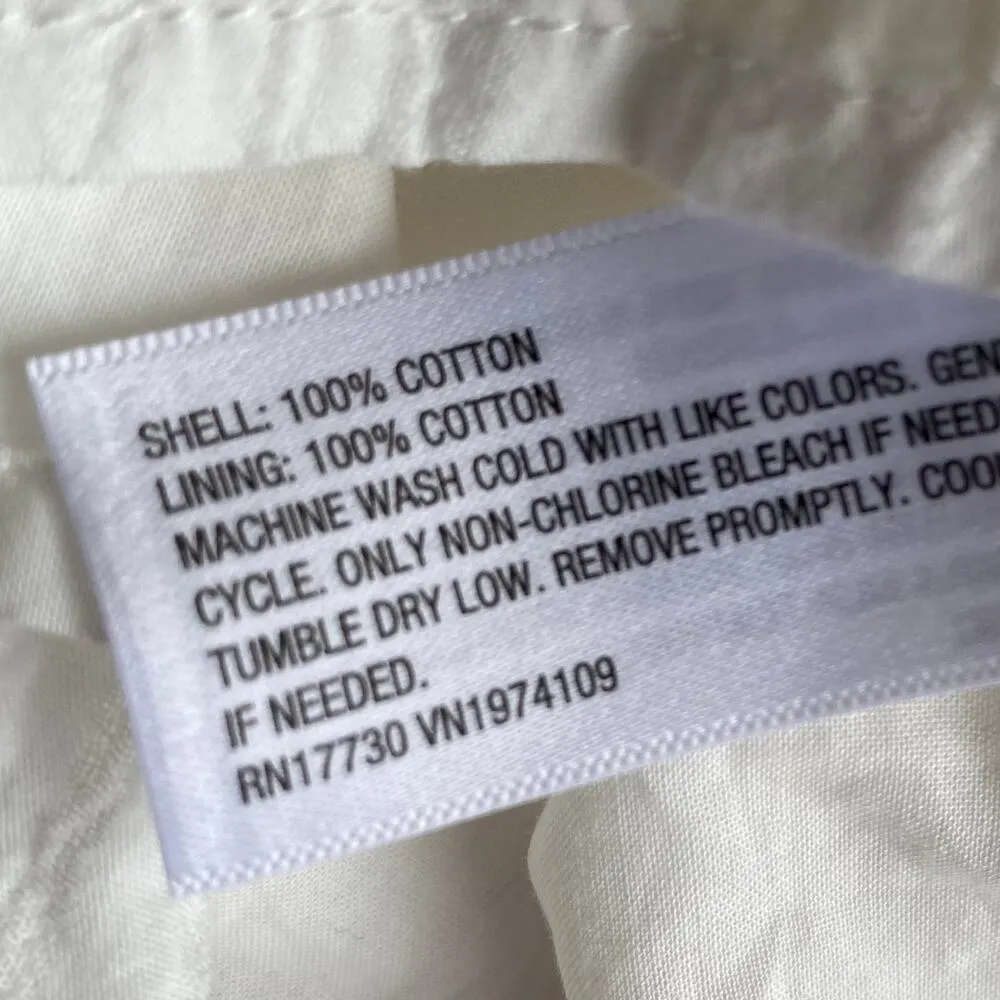 SHELL: 100% COTTON
LINING: 100% COTTON
MACHINE WASH COLD WITH LIKE COLORS.
CYCLE. ONLY NON-CHLORINE BLEACH IF
TUMBLE DRY LOW. REMOVE PROMPTLY.
IF NEEDED.
RN17730 VN1974109